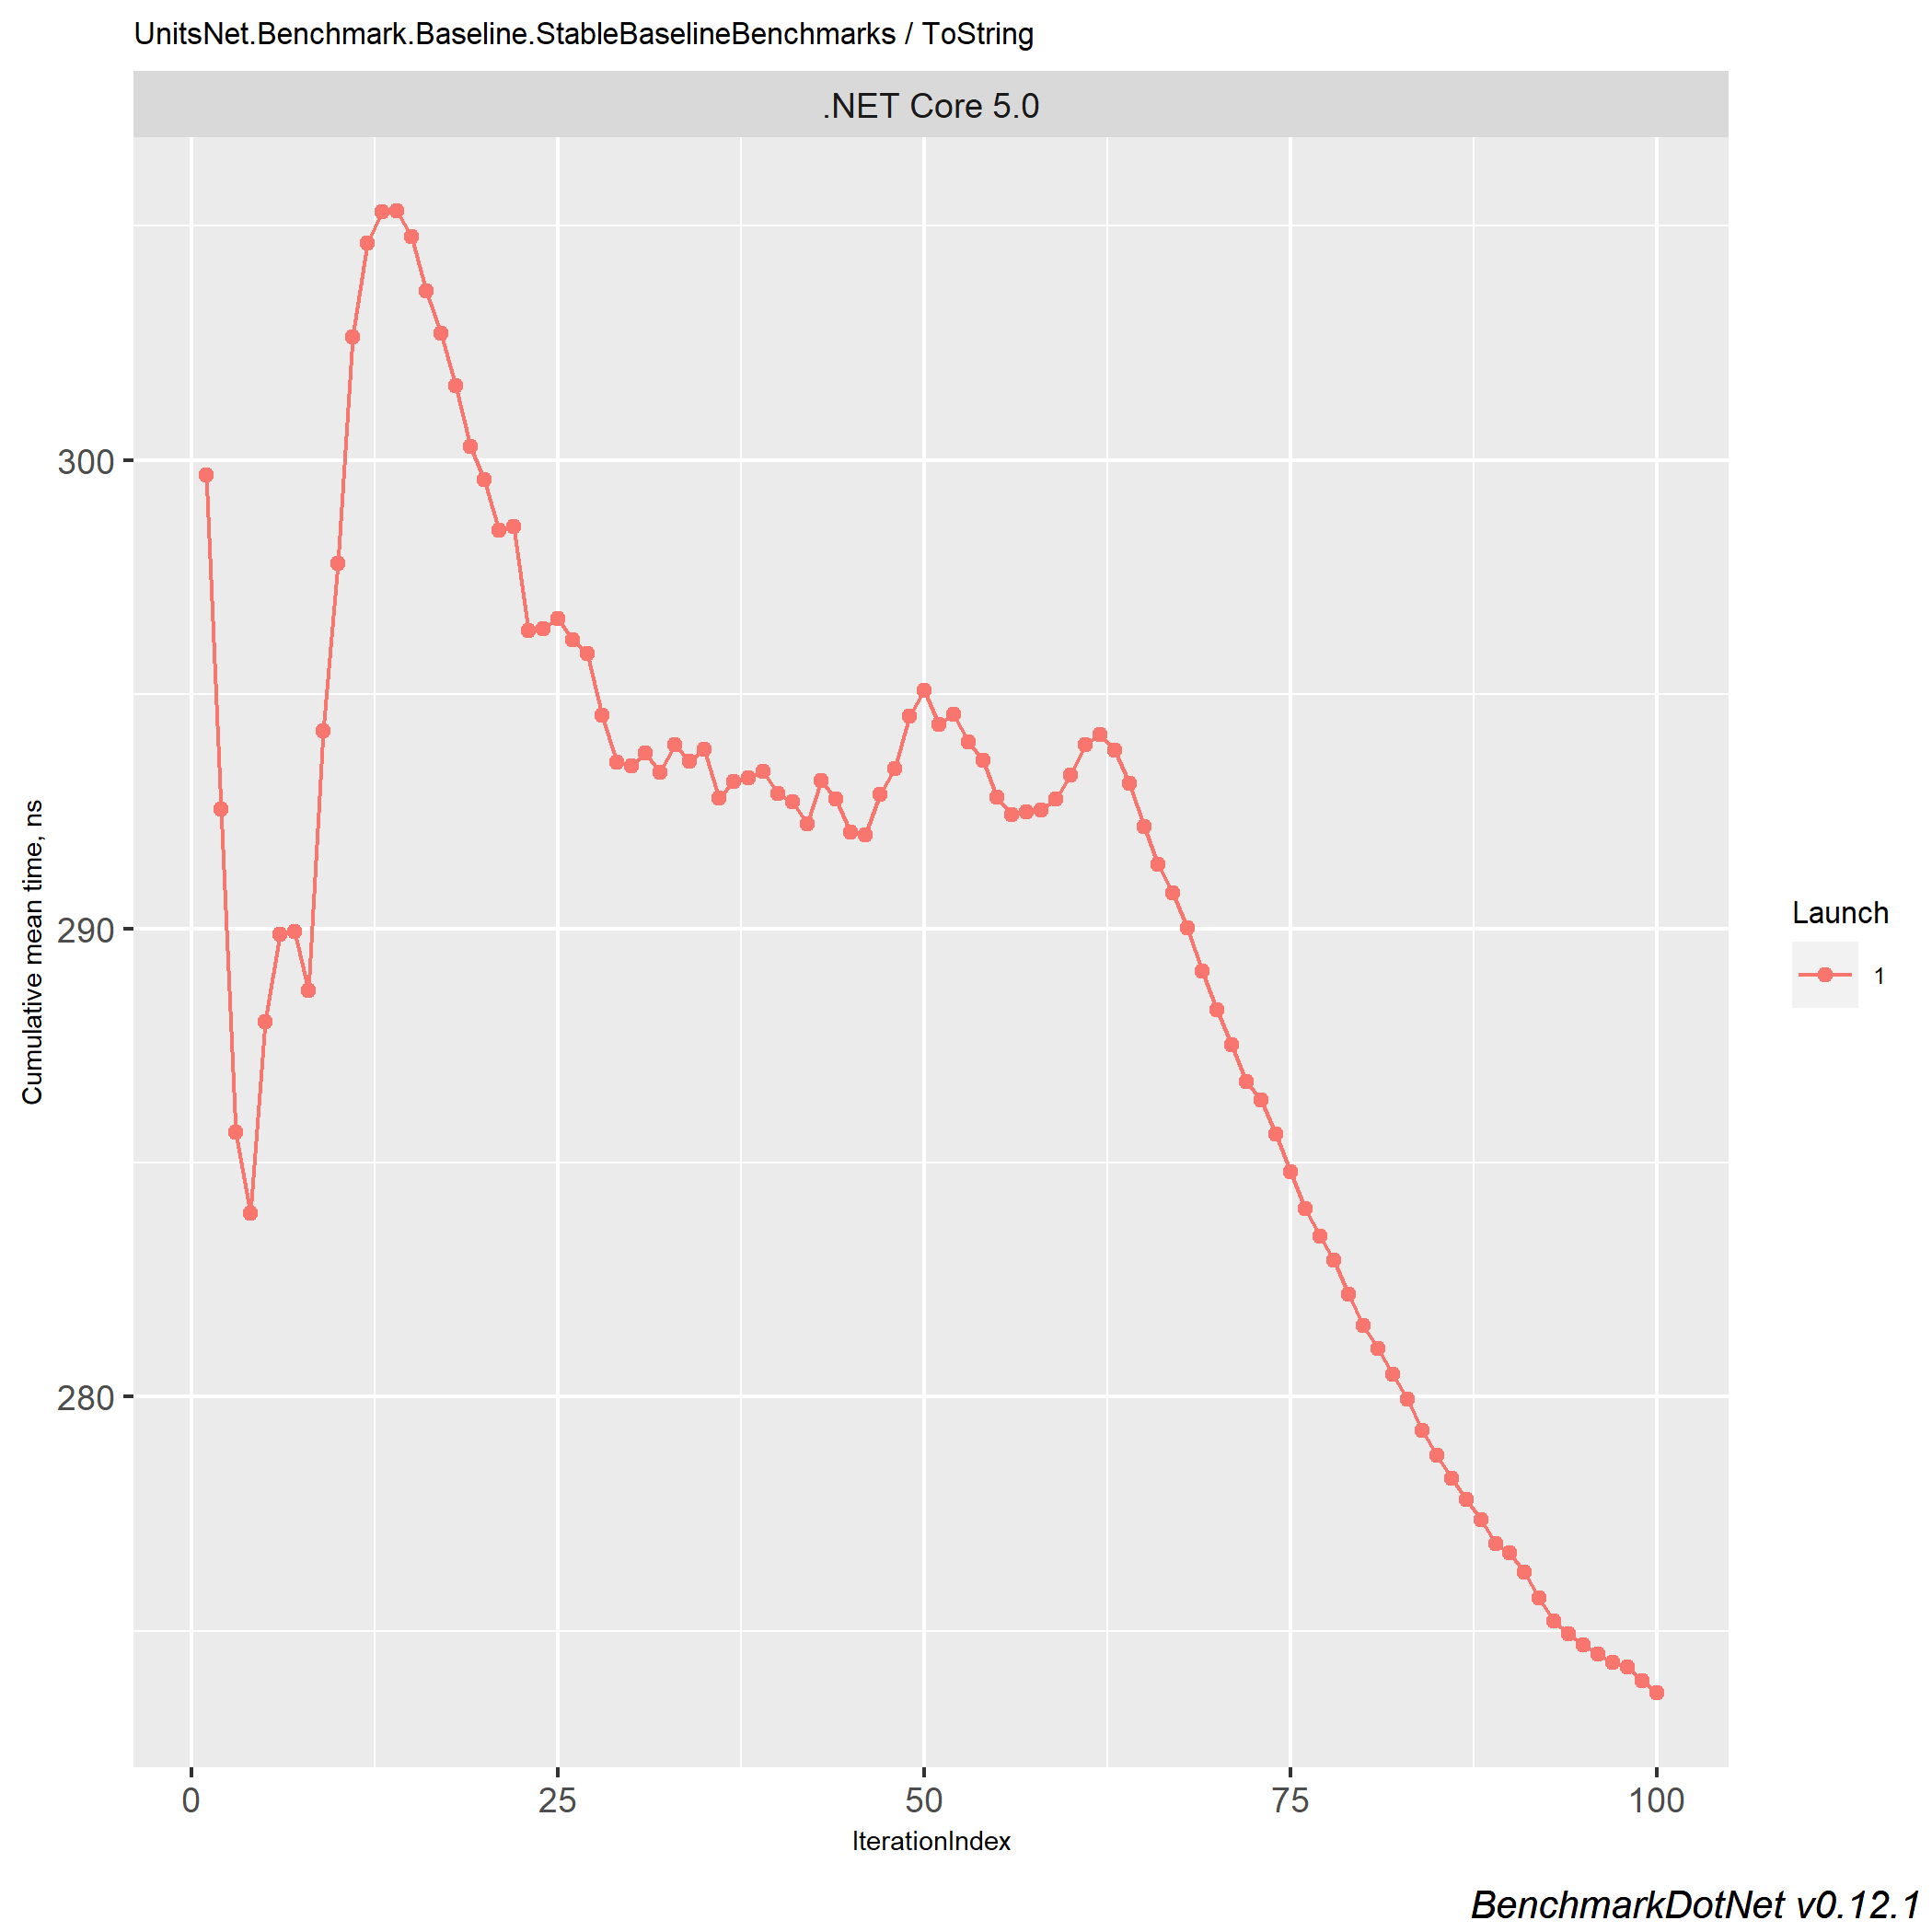 UnitsNet.Benchmark.Baseline.StableBaselineBenchmarks / ToString
.NET Core 5.0
300
290
280
Cumulative mean time, ns
0 25 50 75 100
IterationIndex
Launch
1
BenchmarkDotNet v0.12.1